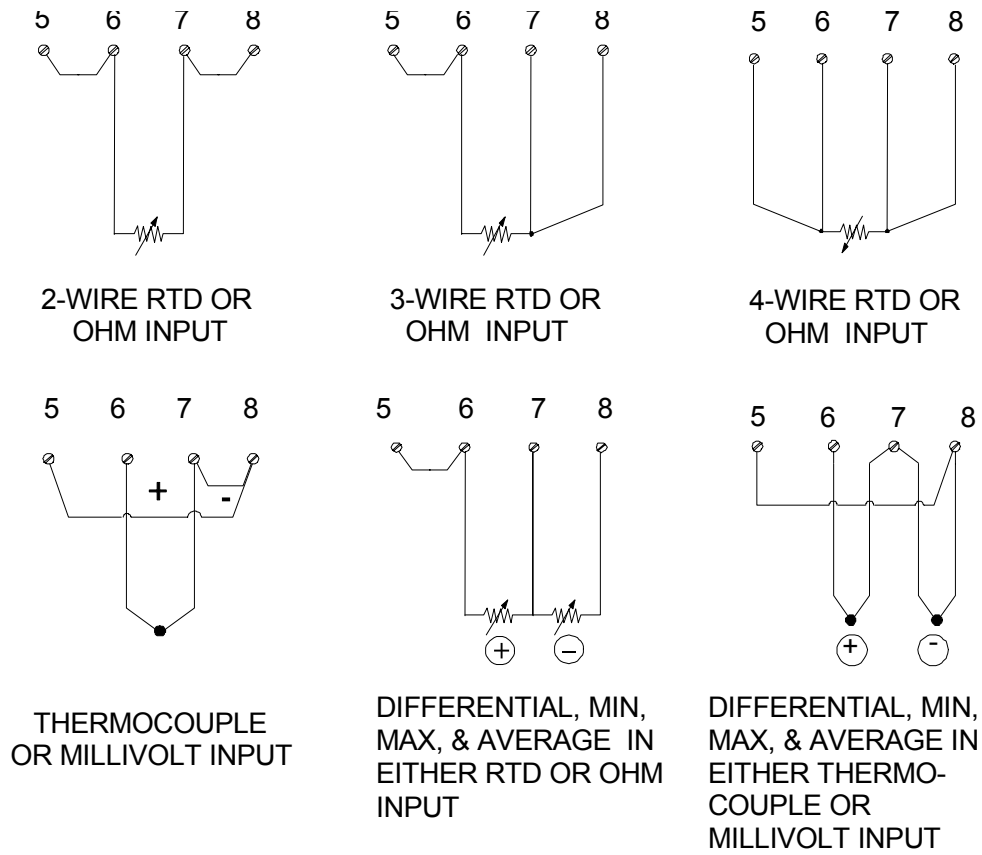 5 6 7 8
5 6 7 8
5 6 7 8
2-WIRE RTD OR
OHM INPUT
3-WIRE RTD OR
OHM INPUT
4-WIRE RTD OR
OHM INPUT
5 6 7 8
+ -
5 6 7 8
+ −
5 6 7 8
+ -
THERMOCOUPLE
OR MILLIVOLT INPUT
DIFFERENTIAL, MIN,
MAX, & AVERAGE IN
EITHER RTD OR OHM
INPUT
DIFFERENTIAL, MIN,
MAX, & AVERAGE IN
EITHER THERMO-
COUPLE OR
MILLIVOLT INPUT